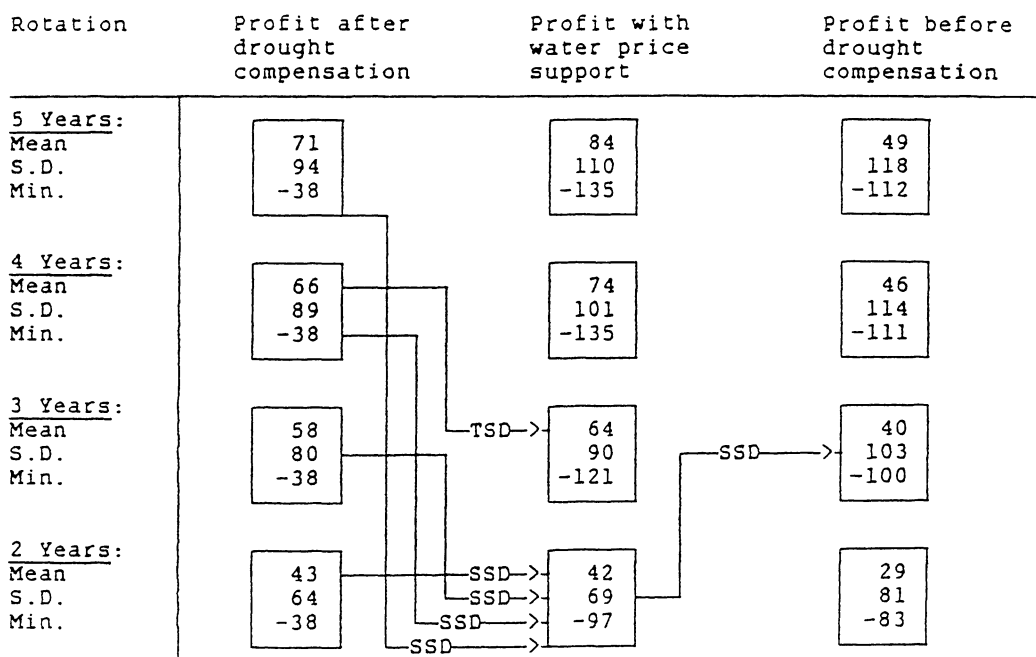 Rotation Profit after Profit with Profit before
drought water price drought
compensation support compensation
5 Years:
Mean 71 84 49
S.D. 94 110 118
Min. -38 -135 -112
4 Years:
Mean 66 74 46
S.D. 89 101 114
Min. -38 -135 -111
3 Years:
Mean 58 TSD 64 40
S.D. 80 90 SSD 103
Min. -38 -121 -100
2 Years:
Mean 43 SSD 42 29
S.D. 64 SSD 69 81
Min. -38 SSD -97 -83
SSD